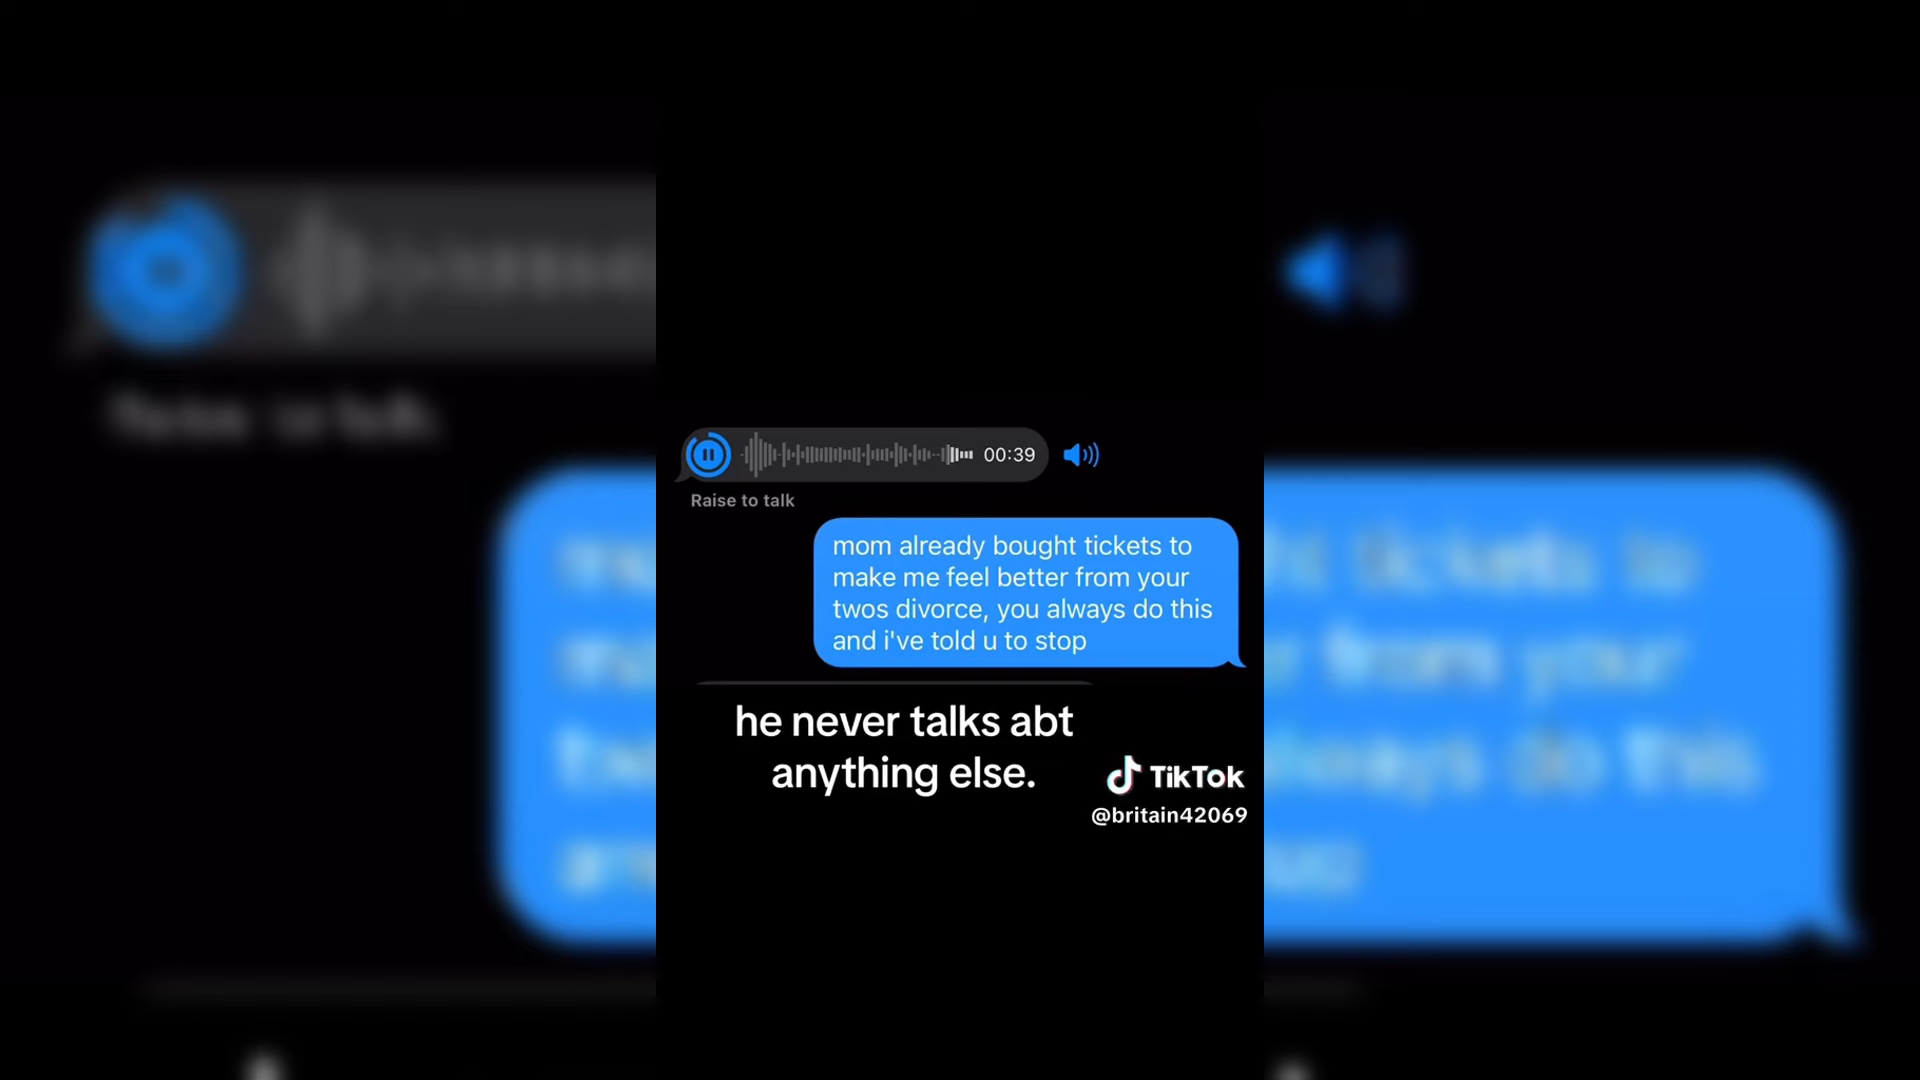 00:39
Raise to talk
mom already bought tickets to
make me feel better from your
twos divorce, you always do this
and i've told u to stop
he never talks abt
anything else.
TikTok
@britain42069